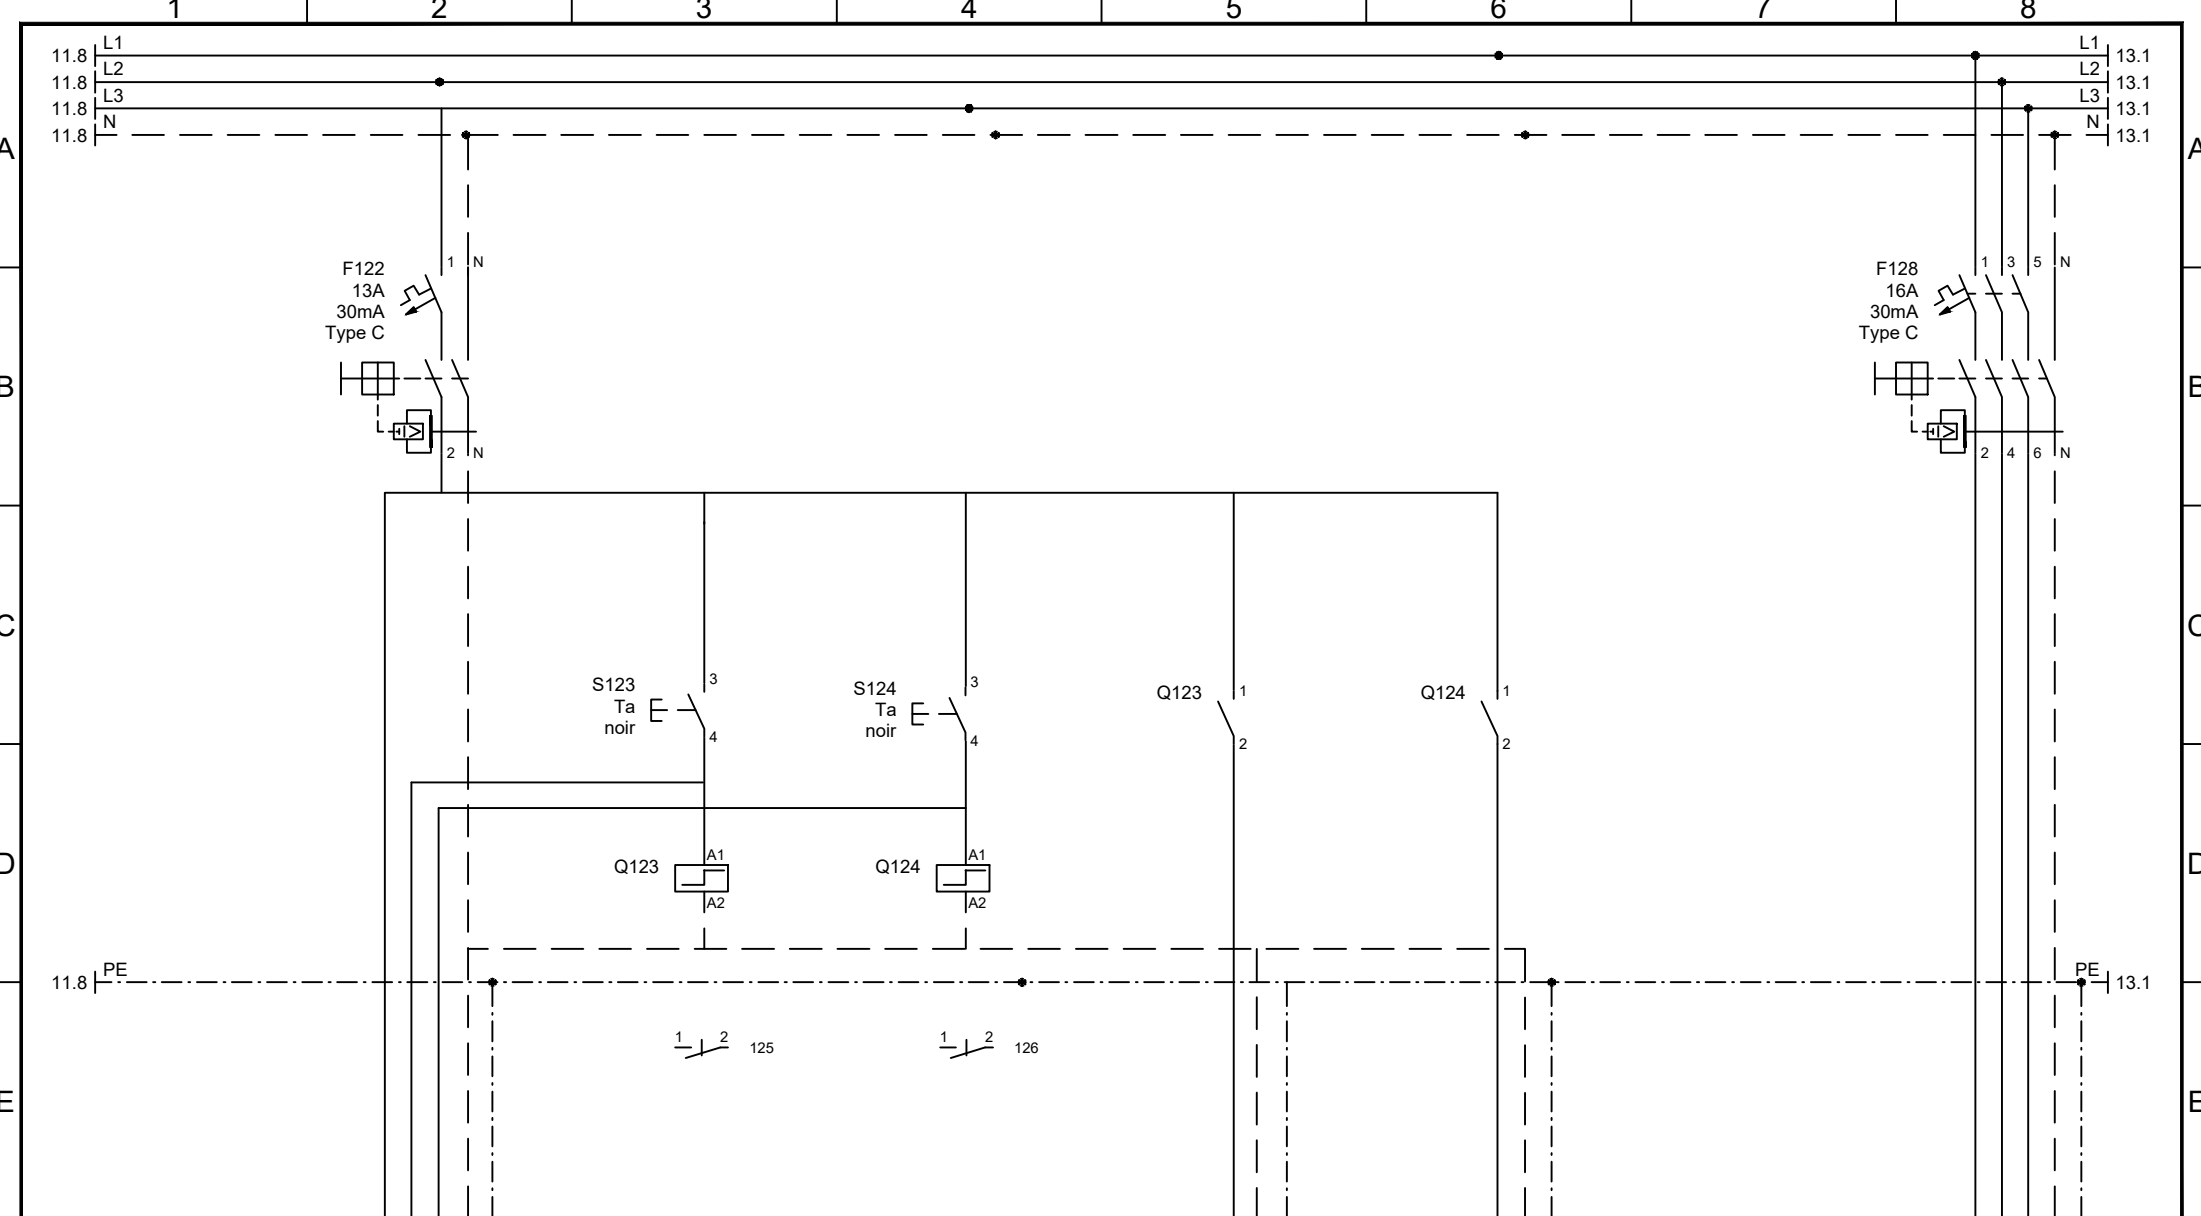 1 2 3 4 5 6 7 8
11.8 L1 L1 13.1
11.8 L2 L2 13.1
11.8 L3 L3 13.1
11.8 N N 13.1
A A
1 N 1 3 5 N
F122 F128
13A 16A
30mA 30mA
Type C Type C
B B
2 N 2 4 6 N
C C
3 3
S123 S124 Q123 1 Q124 1
Ta Ta
noir noir
4 4 2 2
A1 A1
Q123 Q124
D D
A2 A2
PE PE
11.8 13.1
1 2 125 1 2 126
E E